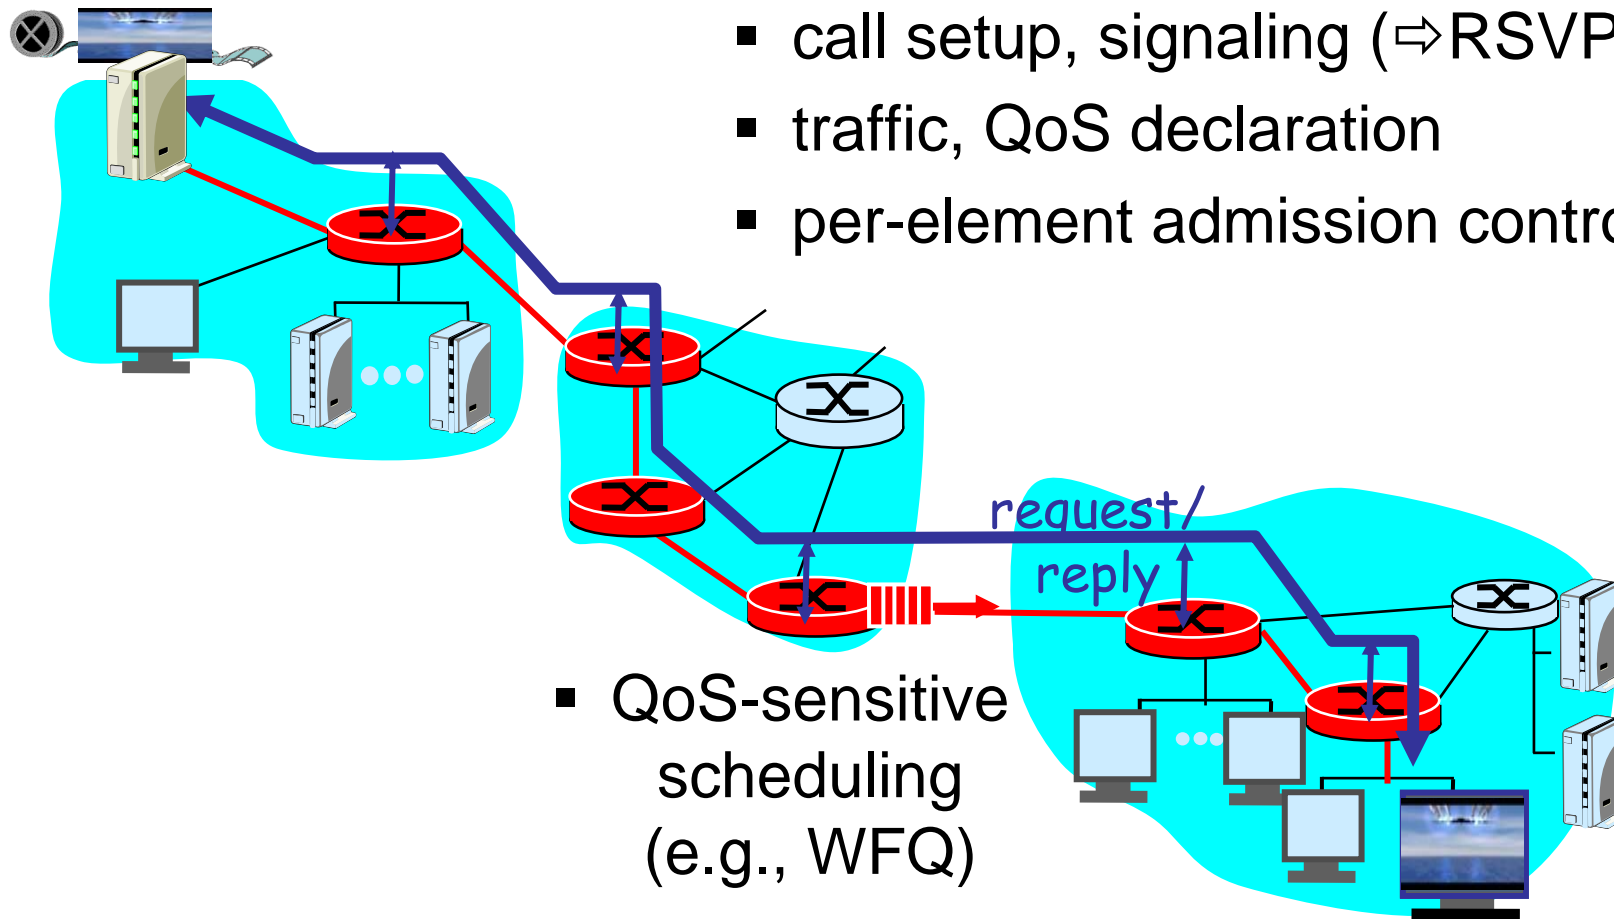 ▪ call setup, signaling (⇨RSVP
▪ traffic, QoS declaration
▪ per-element admission contro
request/
reply
▪ QoS-sensitive
scheduling
(e.g., WFQ)